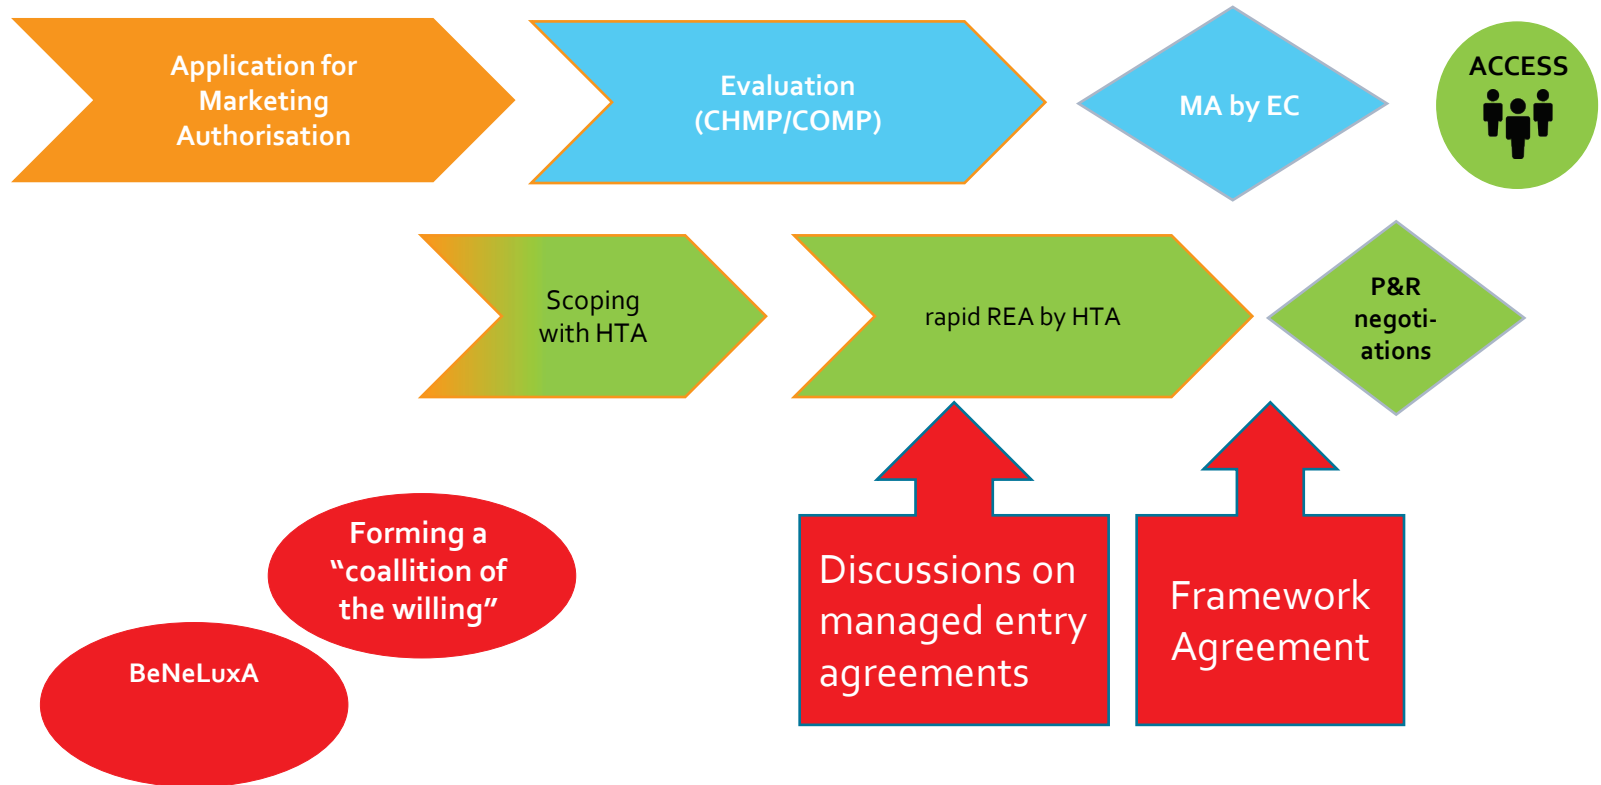 Application for
Marketing
Authorisation
Evaluation
(CHMP/COMP)
MA by EC
ACCESS
Scoping
with HTA
rapid REA by HTA
P&R
negoti-
ations
Forming a
“coallition of
the willing”
BeNeLuxA
Discussions on
managed entry
agreements
Framework
Agreement